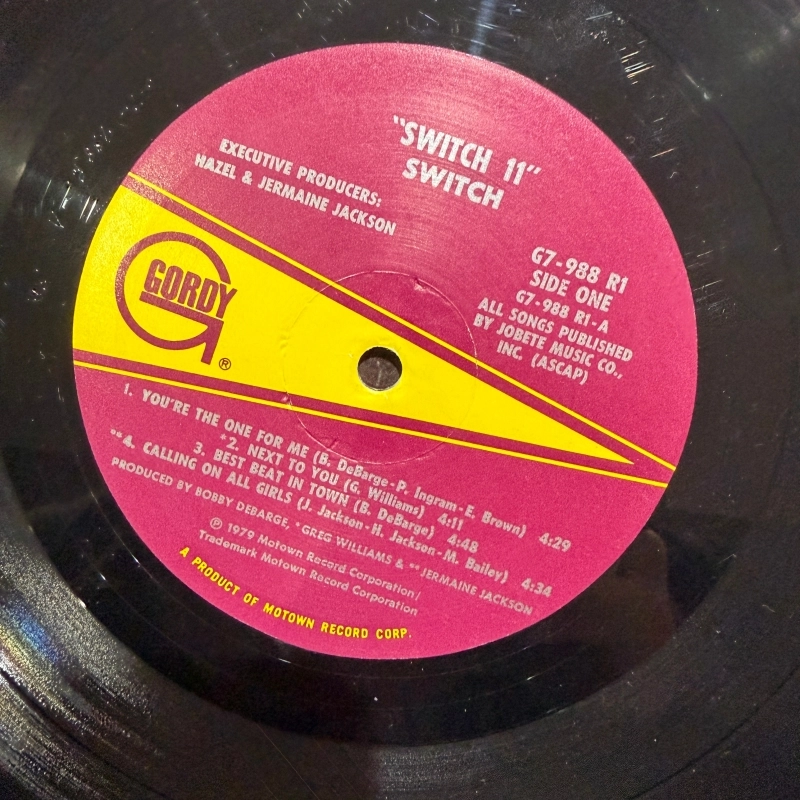 "SWITCH 11"
SWITCH
EXECUTIVE PRODUCERS:
HAZEL & JERMAINE JACKSON
G7-988 R1
SIDE ONE
G7-988 R1-A
ALL SONGS PUBLISHED
BY JOBETE MUSIC CO.,
INC. (ASCAP)
GORDY
®
1. YOU'RE THE ONE FOR ME (B. DeBarge-P. Ingram-E. Brown) 4:29
*2. NEXT TO YOU (G. Williams) 4:11
3. BEST BEAT IN TOWN (B. DeBarge) 4:48
**4. CALLING ON ALL GIRLS (J. Jackson-H. Jackson-M. Bailey) 4:34
PRODUCED BY BOBBY DEBARGE, *GREG WILLIAMS & **JERMAINE JACKSON
℗ 1979 Motown Record Corporation/
Trademark Motown Record Corporation
A PRODUCT OF MOTOWN RECORD CORP.